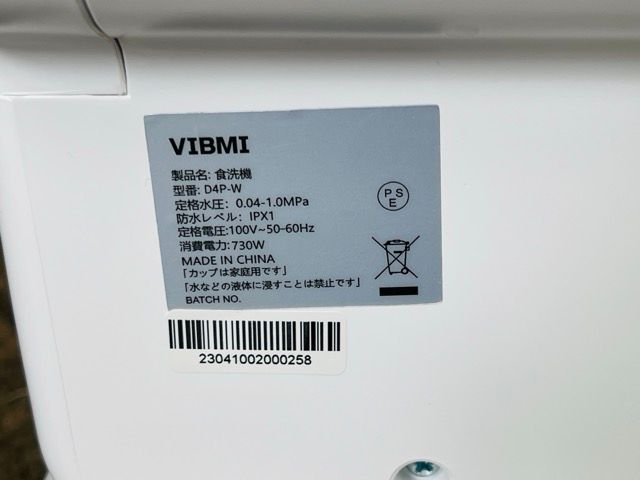 VIBMI
製品名: 食洗機
型番: D4P-W
定格水圧: 0.04-1.0MPa
防水レベル: IPX1
定格電圧:100V~50-60Hz
消費電力:730W
MADE IN CHINA
「カップは家庭用です」
「水などの液体に浸すことは禁止です」
BATCH NO.
P S
E
23041002000258